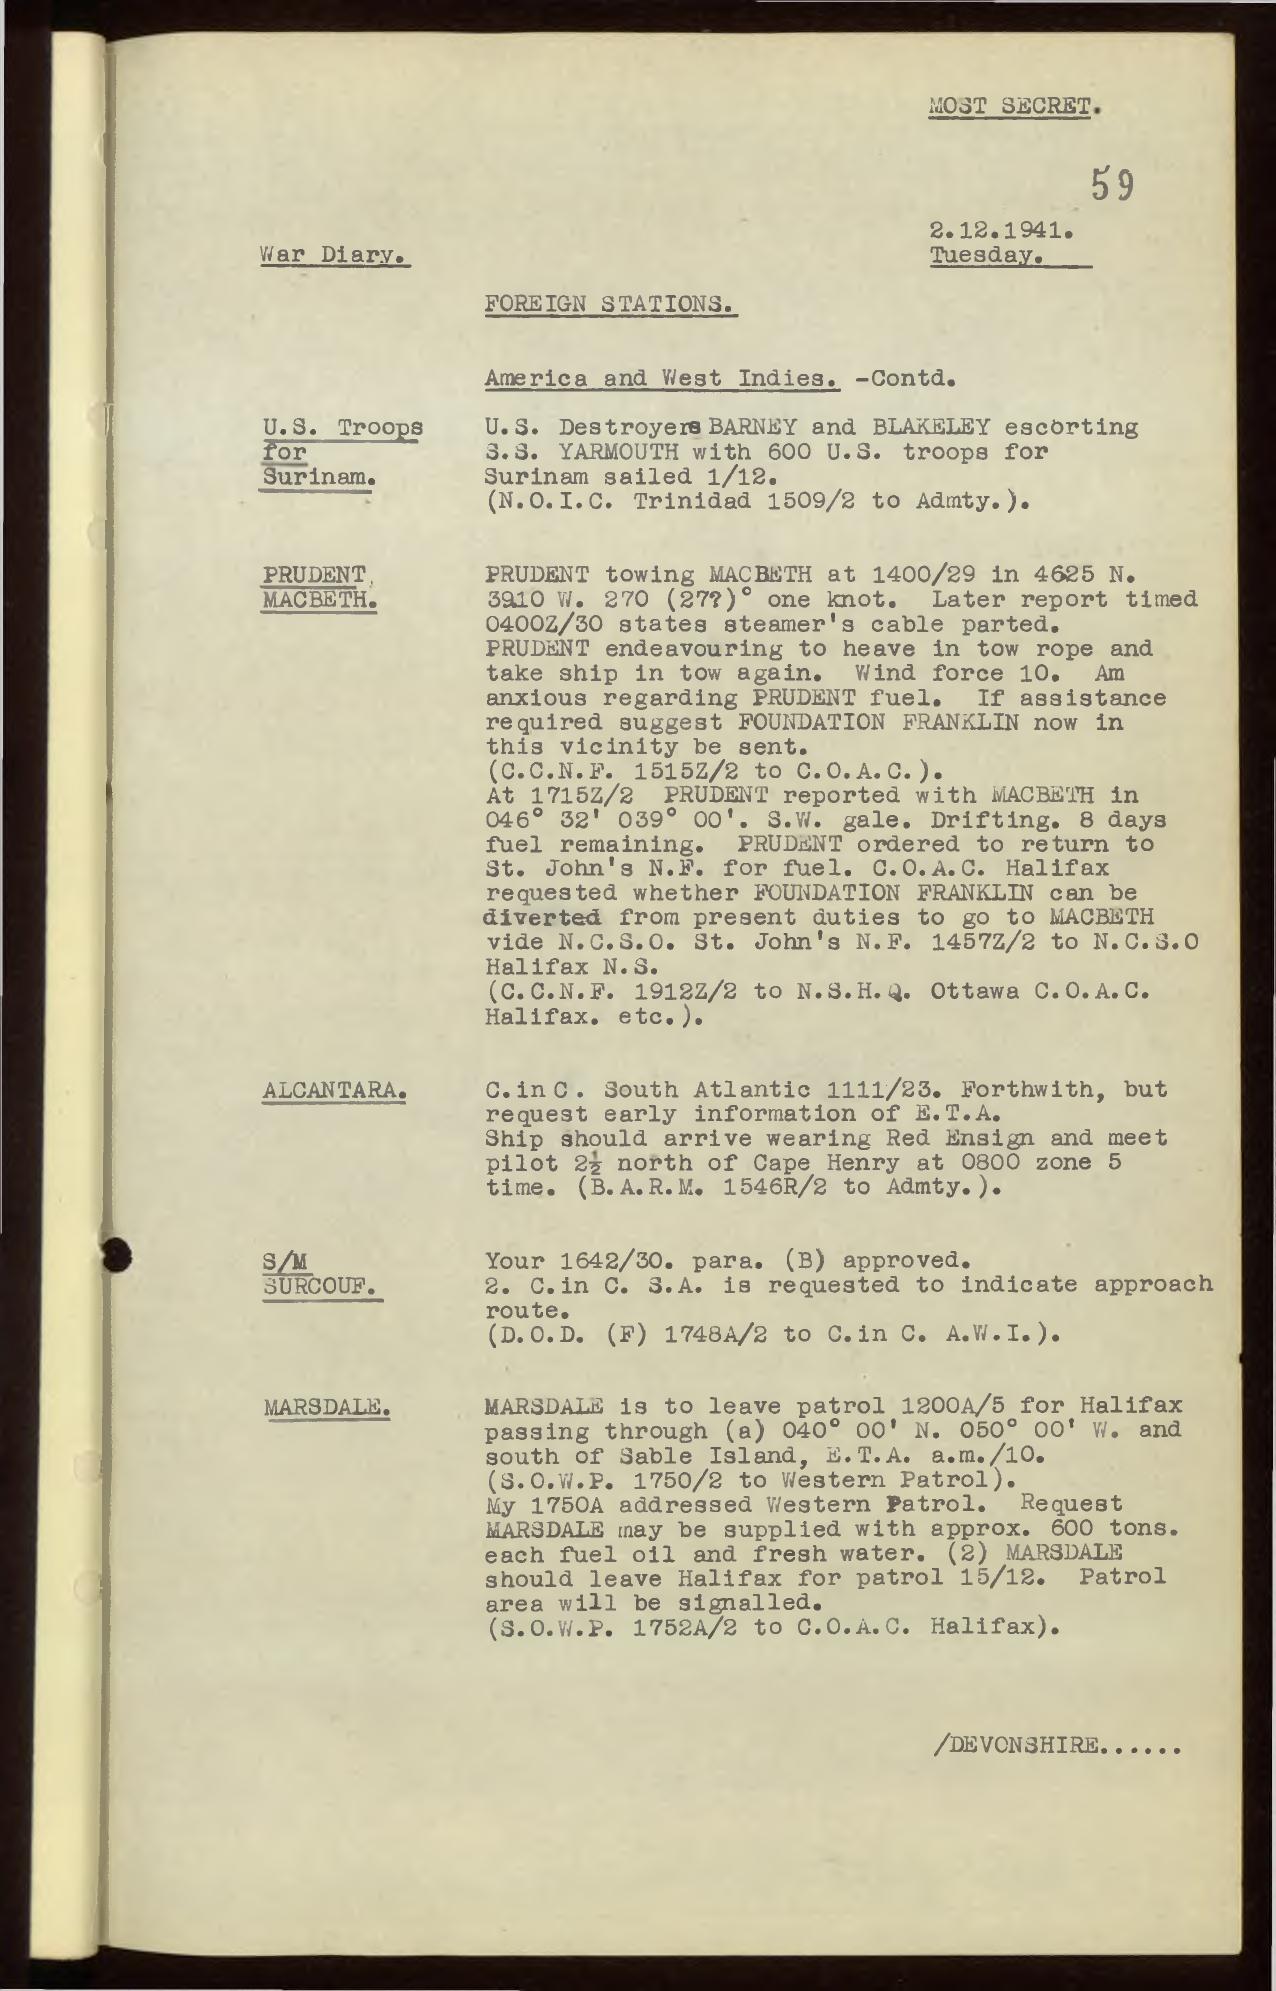 MOST SECRET.
59
2.12.1941.
War Diary.
Tuesday.
FOREIGN STATIONS.
America and West Indies. -Contd.
U.S. Troops
for
Surinam.
U.S. Destroyers BARNEY and BLAKELEY escorting
S.S. YARMOUTH with 600 U.S. troops for
Surinam sailed 1/12.
(N.O.I.C. Trinidad 1509/2 to Admty.).
PRUDENT,
MACBETH.
PRUDENT towing MACBETH at 1400/29 in 4625 N.
3910 W. 270 (27?)° one knot. Later report timed
0400Z/30 states steamer's cable parted.
PRUDENT endeavouring to heave in tow rope and
take ship in tow again. Wind force 10. Am
anxious regarding PRUDENT fuel. If assistance
required suggest FOUNDATION FRANKLIN now in
this vicinity be sent.
(C.C.N.F. 1515Z/2 to C.O.A.C.).
At 1715Z/2 PRUDENT reported with MACBETH in
046° 32' 039° 00'. S.W. gale. Drifting. 8 days
fuel remaining. PRUDENT ordered to return to
St. John's N.F. for fuel. C.O.A.C. Halifax
requested whether FOUNDATION FRANKLIN can be
diverted from present duties to go to MACBETH
vide N.C.S.O. St. John's N.F. 1457Z/2 to N.C.S.O
Halifax N.S.
(C.C.N.F. 1912Z/2 to N.S.H.Q. Ottawa C.O.A.C.
Halifax. etc.).
ALCANTARA.
C.in C. South Atlantic 1111/23. Forthwith, but
request early information of E.T.A.
Ship should arrive wearing Red Ensign and meet
pilot 2½ north of Cape Henry at 0800 zone 5
time. (B.A.R.M. 1546R/2 to Admty.).
S/M
SURCOUF.
Your 1642/30. para. (B) approved.
2. C.in C. S.A. is requested to indicate approach
route.
(D.O.D. (F) 1748A/2 to C.in C. A.W.I.).
MARSDALE.
MARSDALE is to leave patrol 1200A/5 for Halifax
passing through (a) 040° 00' N. 050° 00' W. and
south of Sable Island, E.T.A. a.m./10.
(S.O.W.P. 1750/2 to Western Patrol).
My 1750A addressed Western Patrol. Request
MARSDALE may be supplied with approx. 600 tons.
each fuel oil and fresh water. (2) MARSDALE
should leave Halifax for patrol 15/12. Patrol
area will be signalled.
(S.O.W.P. 1752A/2 to C.O.A.C. Halifax).
/DEVONSHIRE......